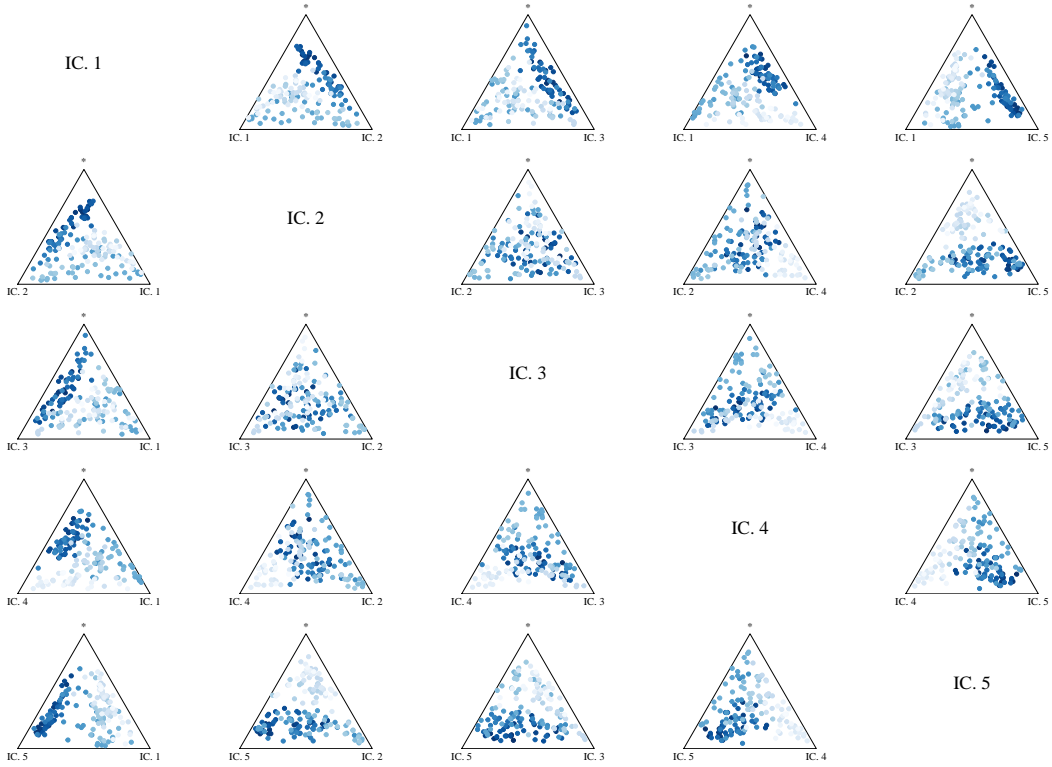 *
*
*
*
IC. 1
IC. 1 IC. 2
IC. 1 IC. 3
IC. 1 IC. 4
IC. 1 IC. 5
*
*
*
*
IC. 2
IC. 2 IC. 1
IC. 2 IC. 3
IC. 2 IC. 4
IC. 2 IC. 5
*
*
*
*
IC. 3
IC. 3 IC. 1
IC. 3 IC. 2
IC. 3 IC. 4
IC. 3 IC. 5
*
*
*
*
IC. 4
IC. 4 IC. 1
IC. 4 IC. 2
IC. 4 IC. 3
IC. 4 IC. 5
*
*
*
*
IC. 5
IC. 5 IC. 1
IC. 5 IC. 2
IC. 5 IC. 3
IC. 5 IC. 4